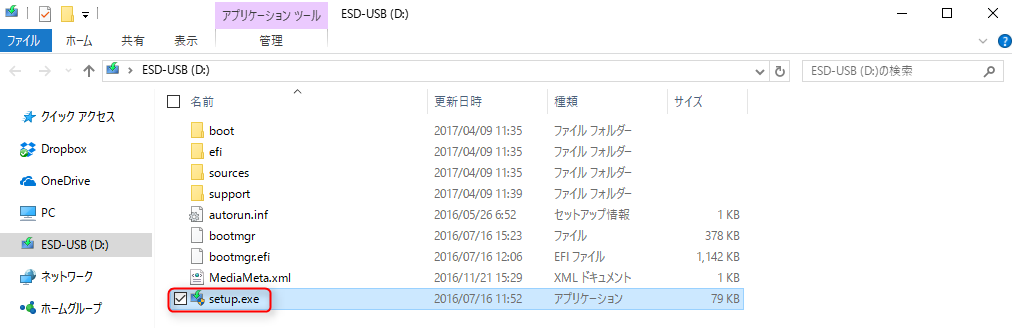 アプリケーション ツール ESD-USB (D:)
ファイル ホーム 共有 表示 管理
ESD-USB (D:) ESD-USB (D:)の検索
名前 更新日時 種類 サイズ
クイック アクセス
Dropbox
OneDrive
PC
ESD-USB (D:)
ネットワーク
ホームグループ
boot 2017/04/09 11:35 ファイル フォルダー
efi 2017/04/09 11:35 ファイル フォルダー
sources 2017/04/09 11:35 ファイル フォルダー
support 2017/04/09 11:39 ファイル フォルダー
autorun.inf 2016/05/26 6:52 セットアップ情報 1 KB
bootmgr 2016/07/16 15:23 ファイル 378 KB
bootmgr.efi 2016/07/16 12:06 EFI ファイル 1,142 KB
MediaMeta.xml 2016/11/21 15:29 XML ドキュメント 1 KB
setup.exe 2016/07/16 11:52 アプリケーション 79 KB